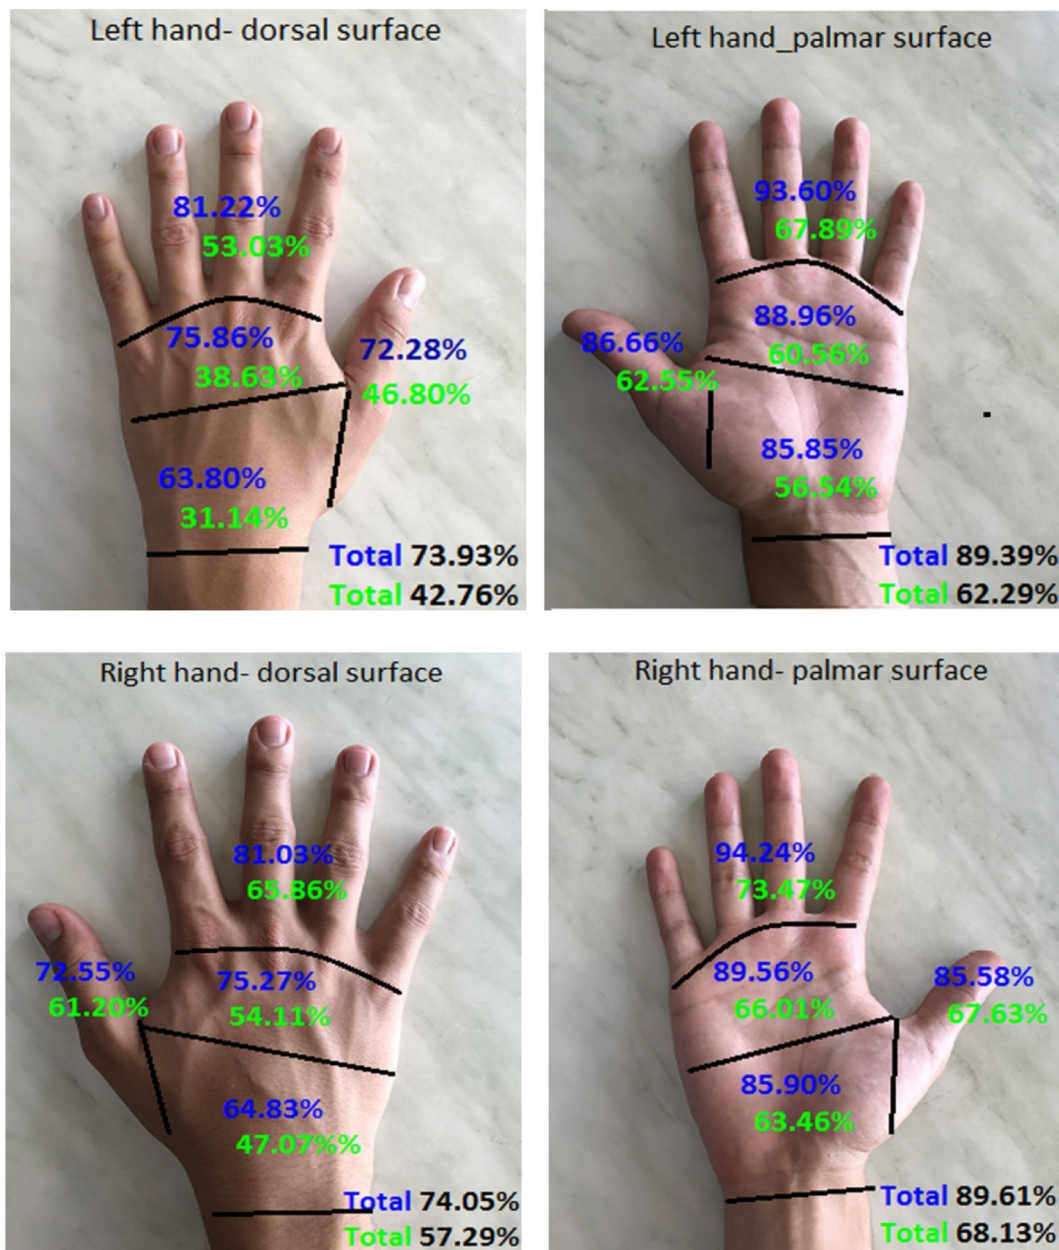 Left hand- dorsal surface
81.22%
53.03%
75.86%
38.63%
72.28%
46.80%
63.80%
31.14%
Total 73.93%
Total 42.76%
Left hand_palmar surface
93.60%
67.89%
88.96%
60.56%
86.66%
62.55%
85.85%
56.54%
Total 89.39%
Total 62.29%
Right hand- dorsal surface
81.03%
65.86%
72.55%
61.20%
75.27%
54.11%
64.83%
47.07%%
Total 74.05%
Total 57.29%
Right hand- palmar surface
94.24%
73.47%
89.56%
66.01%
85.58%
67.63%
85.90%
63.46%
Total 89.61%
Total 68.13%